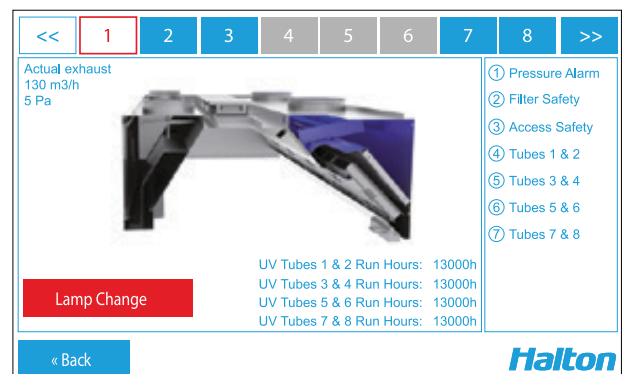 << 1 2 3 4 5 6 7 8 >>
Actual exhaust
130 m3/h
5 Pa
① Pressure Alarm
② Filter Safety
③ Access Safety
④ Tubes 1 & 2
⑤ Tubes 3 & 4
⑥ Tubes 5 & 6
⑦ Tubes 7 & 8
UV Tubes 1 & 2 Run Hours: 13000h
UV Tubes 3 & 4 Run Hours: 13000h
UV Tubes 5 & 6 Run Hours: 13000h
UV Tubes 7 & 8 Run Hours: 13000h
Lamp Change
« Back
Halton